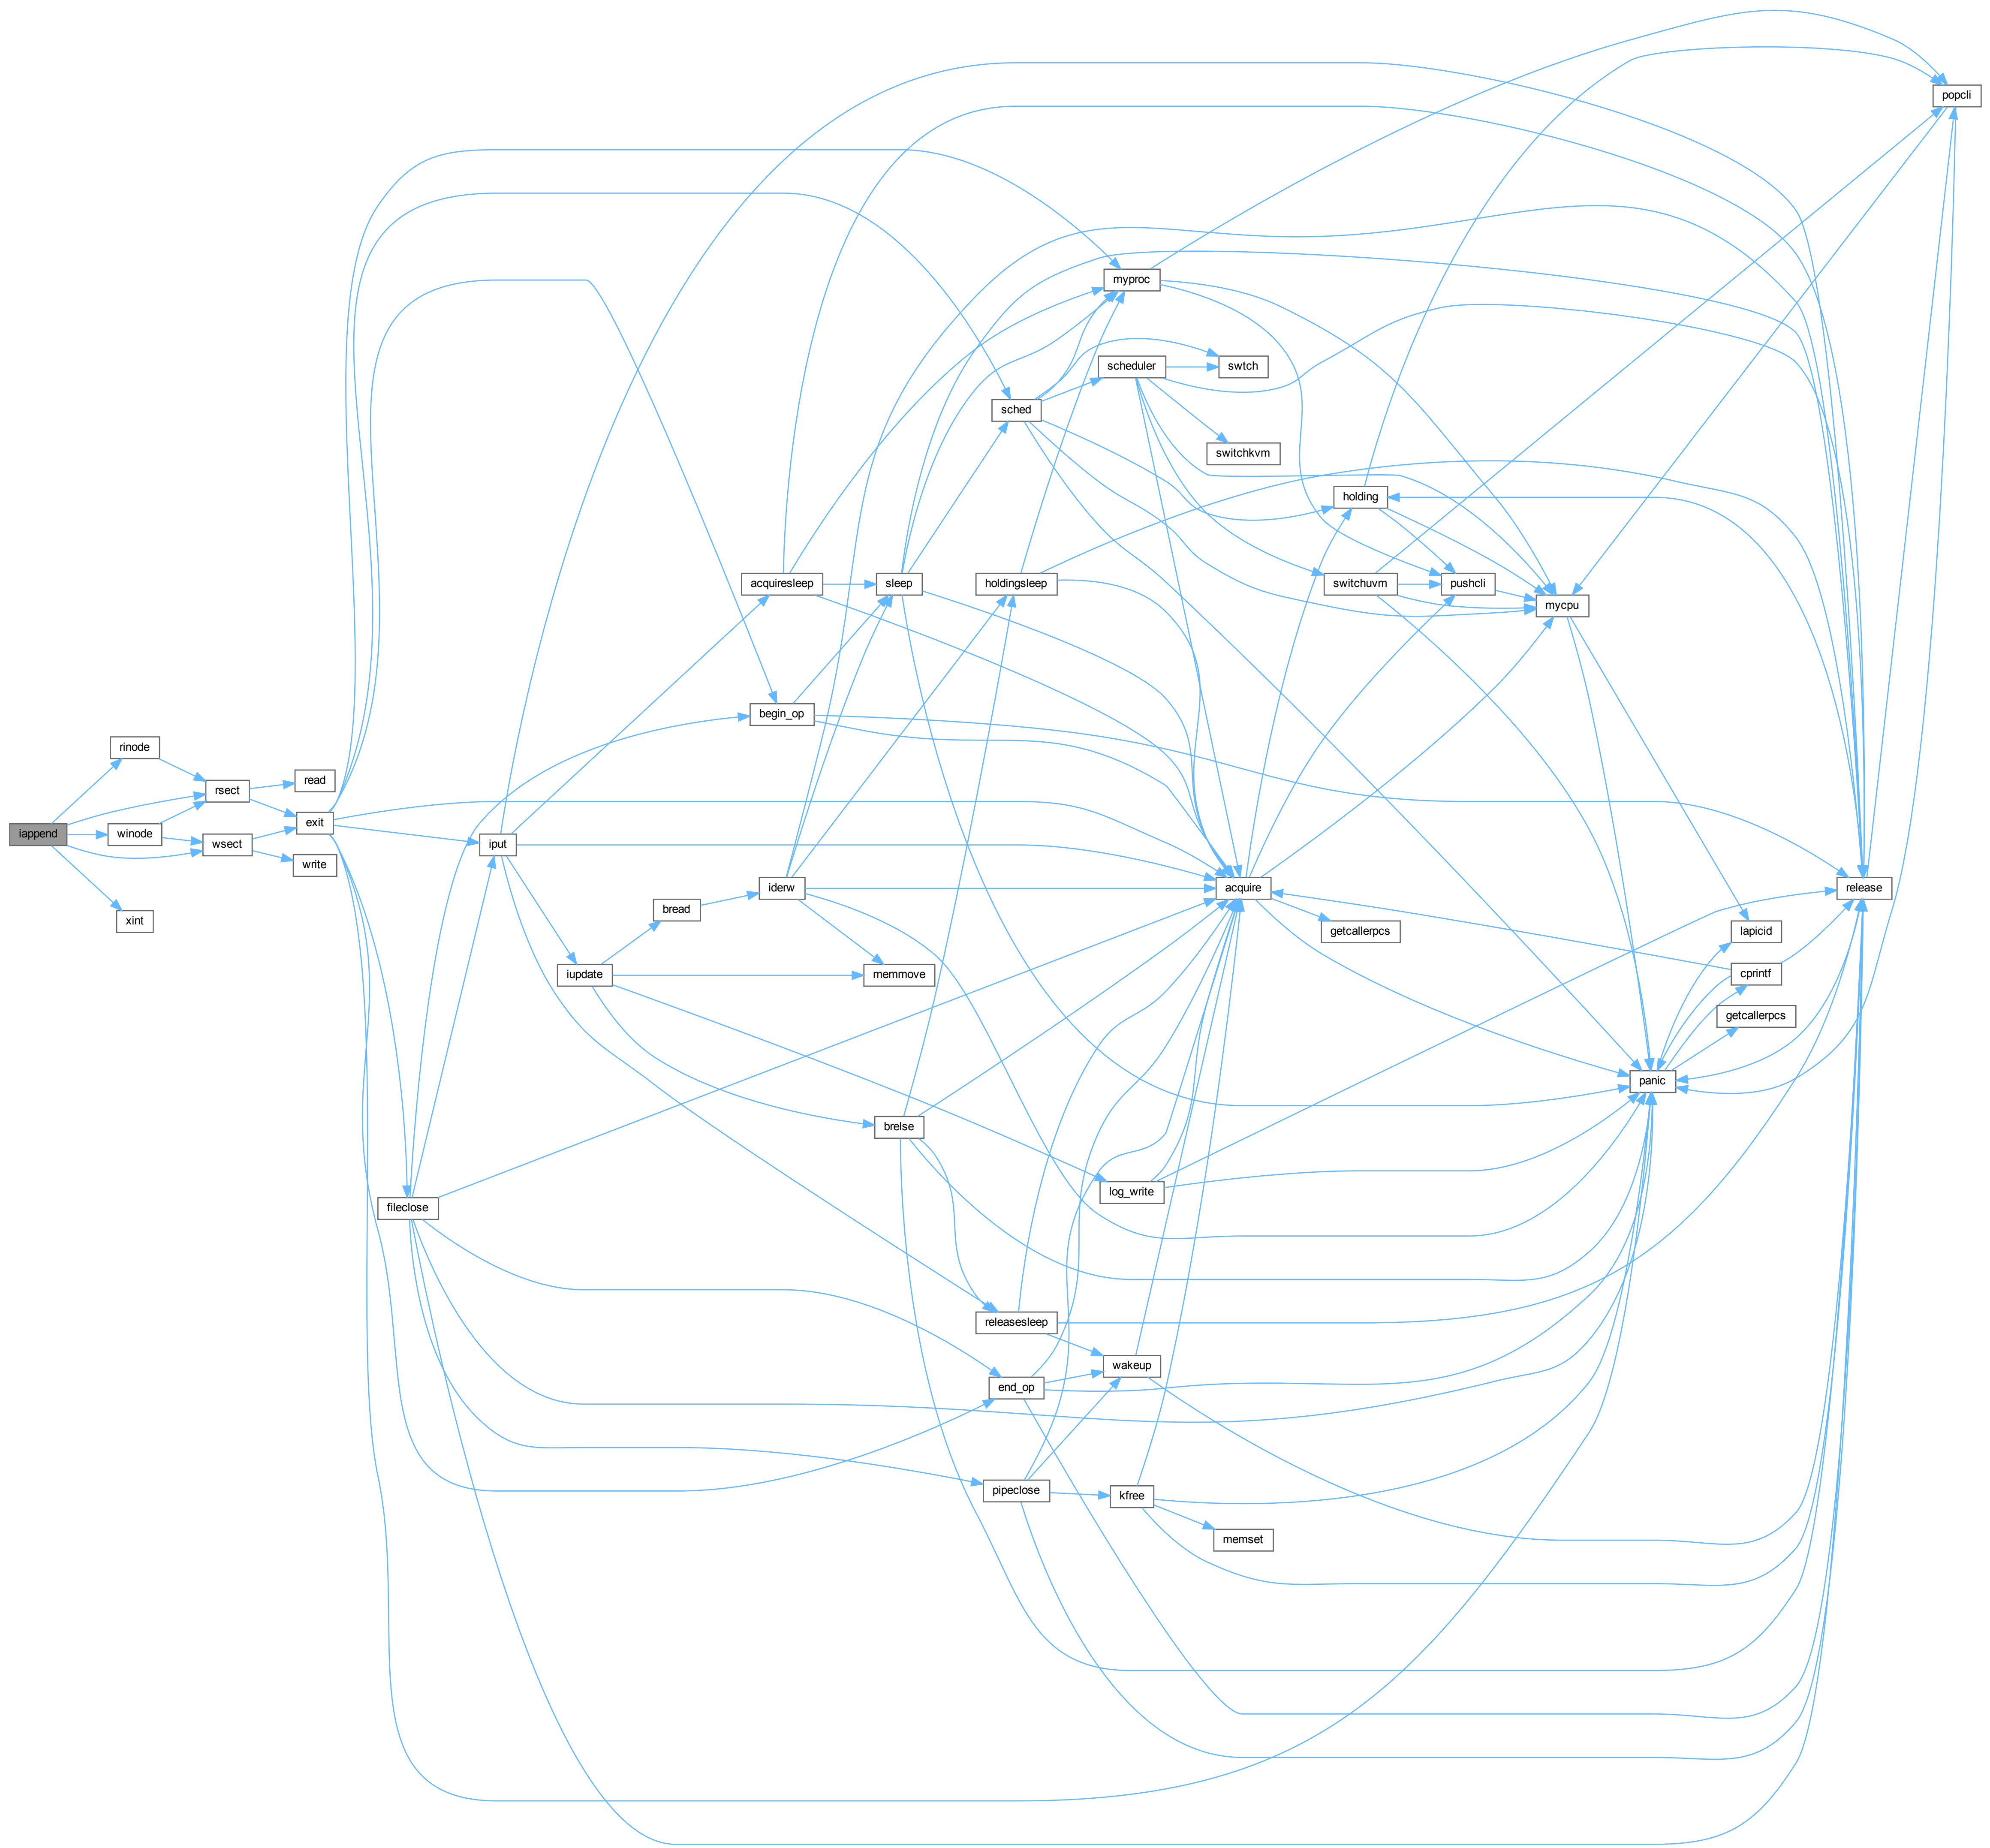 popcli
myproc
scheduler
swtch
sched
switchkvm
holding
acquiresleep
sleep
holdingsleep
switchuvm
pushcli
mycpu
begin_op
rinode
read
rsect
exit
iappend
winode
wsect
iput
write
iderw
acquire
release
bread
xint
getcallerpcs
lapicid
iupdate
memmove
cprintf
getcallerpcs
panic
brelse
log_write
fileclose
releasesleep
wakeup
end_op
pipeclose
kfree
memset